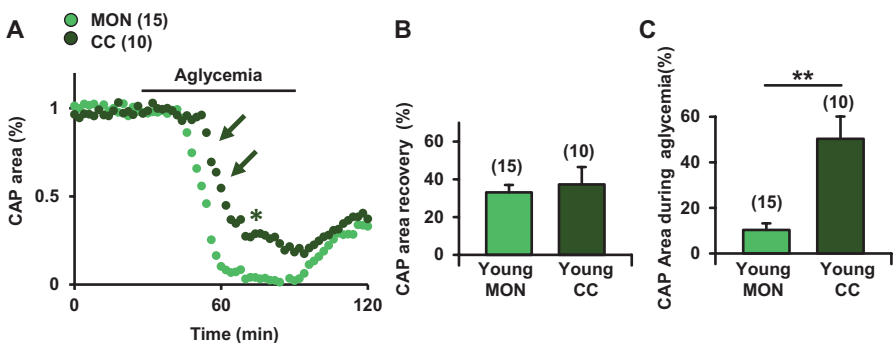 MON (15)
CC (10)
A
Aglycemia
CAP area (%)
1
0.5
0
*
0
60
120
Time (min)
B
CAP area recovery (%)
60
40
20
0
(15)
(10)
Young
MON
Young
CC
C
CAP Area during aglycemia(%)
60
40
20
0
**
(15)
(10)
Young
MON
Young
CC